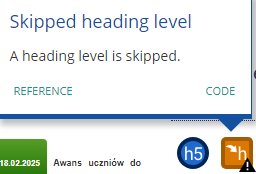 Skipped heading level
A heading level is skipped.
REFERENCE CODE
h5 h
18.02.2025 Awans uczniów do